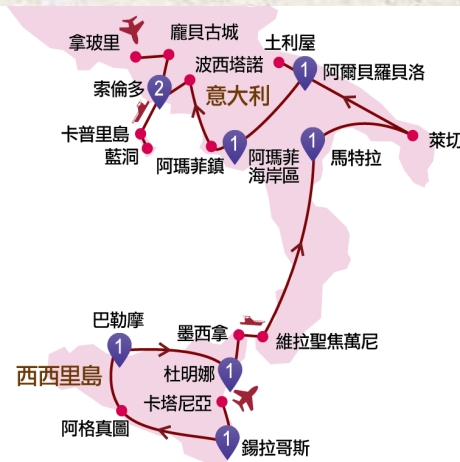 龐貝古城
拿玻里
土利屋
波西塔諾
1
阿爾貝羅貝洛
索倫多
2
意大利
卡普里島
藍洞
阿瑪菲鎮
1
阿瑪菲
海岸區
1
馬特拉
萊切
巴勒摩
1
墨西拿
維拉聖焦萬尼
西西里島
杜明娜
1
卡塔尼亞
阿格真圖
1
錫拉哥斯